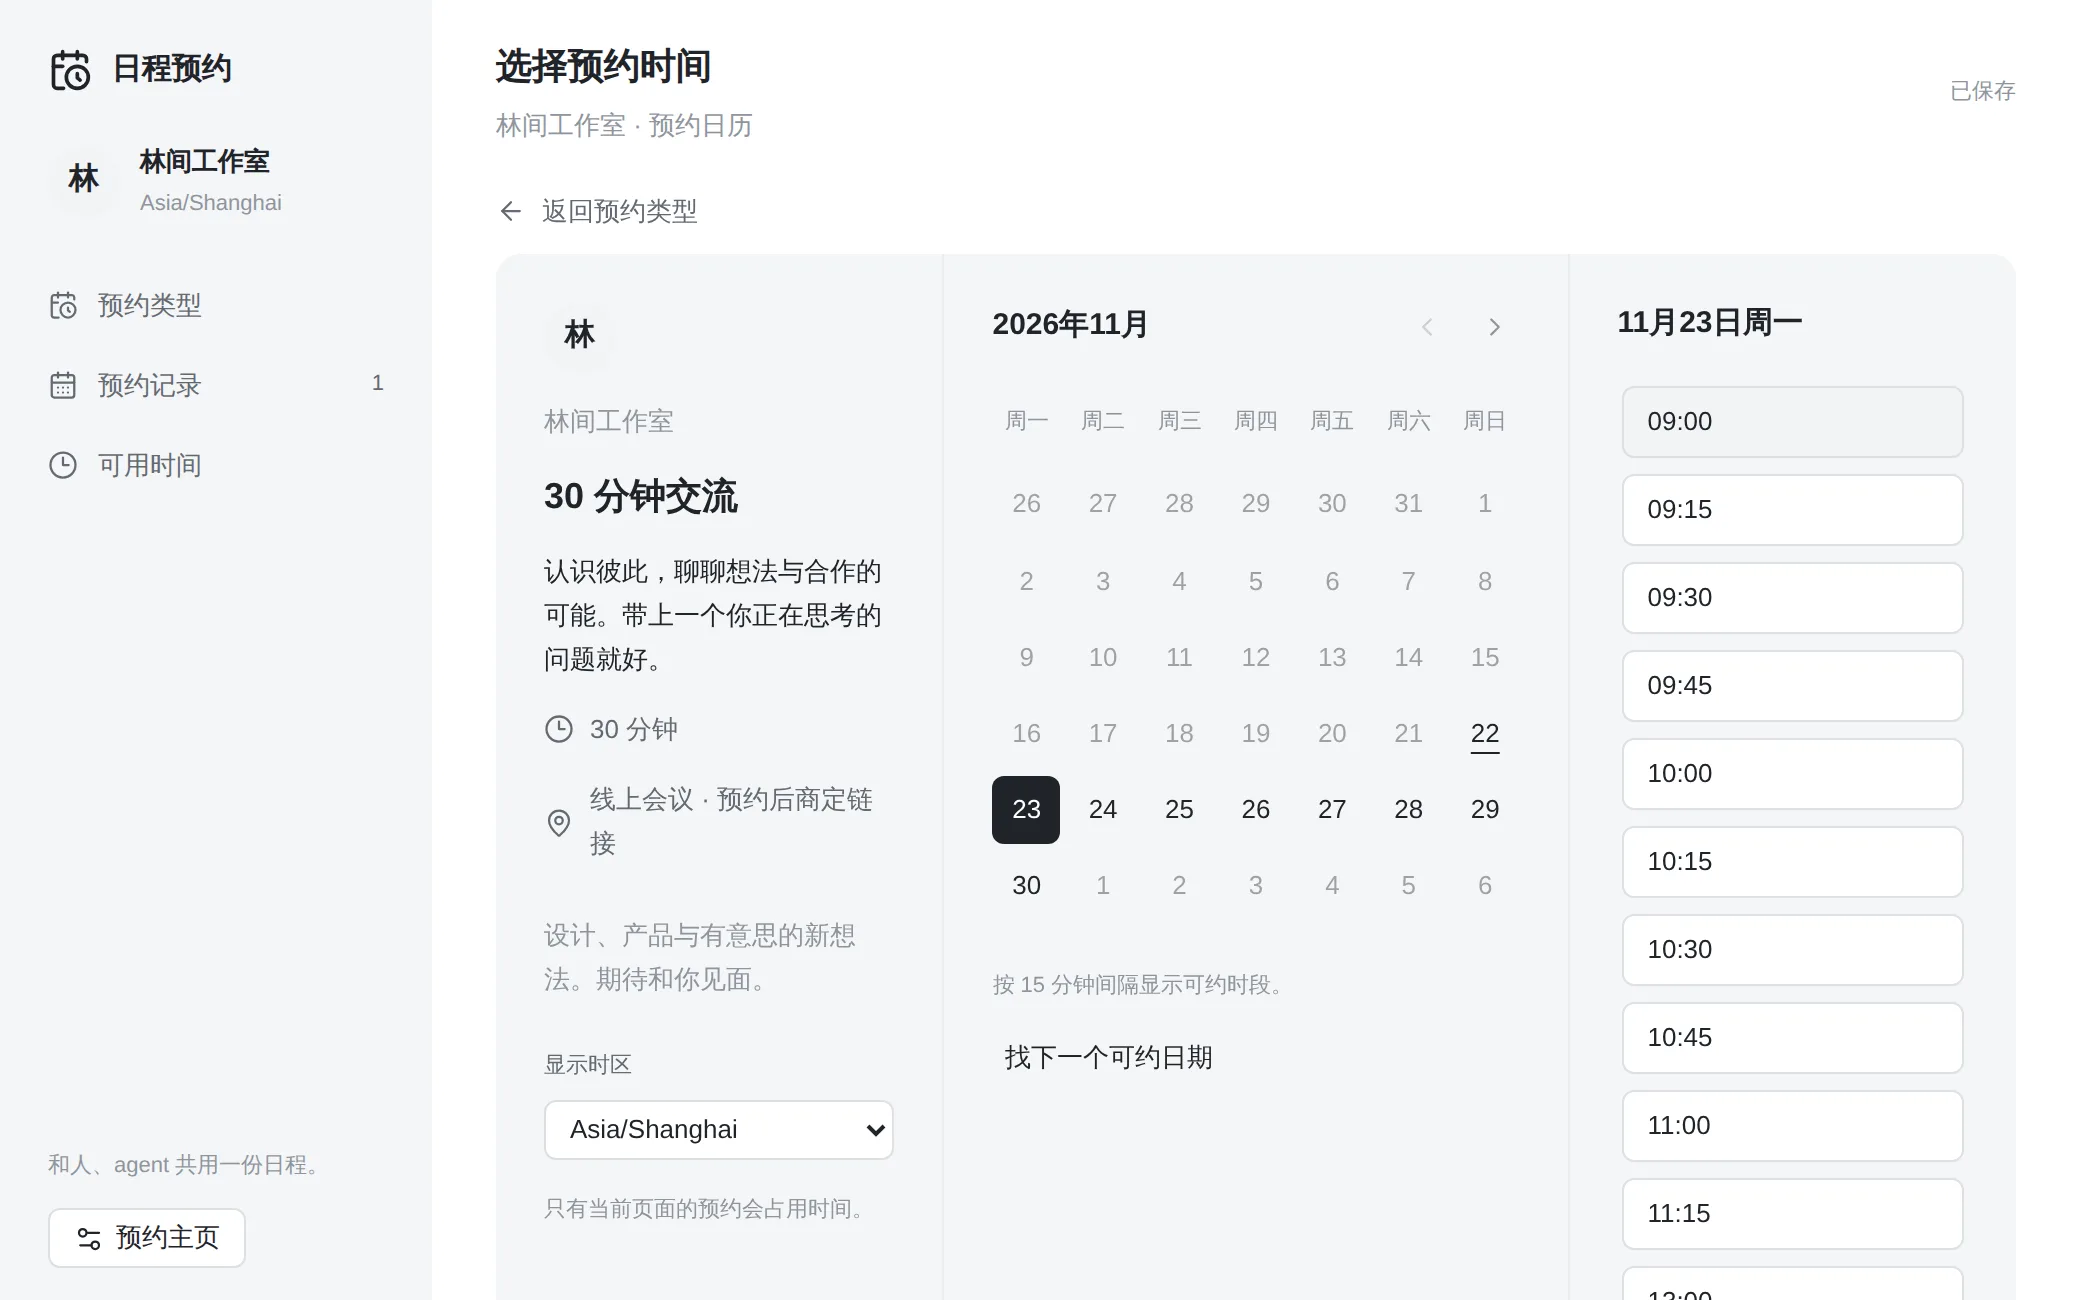 日程预约
林
林间工作室
Asia/Shanghai
预约类型
预约记录
1
可用时间
和人、agent 共用一份日程。
预约主页
选择预约时间
林间工作室 · 预约日历
已保存
返回预约类型
林
林间工作室
30 分钟交流
认识彼此，聊聊想法与合作的
可能。带上一个你正在思考的
问题就好。
30 分钟
线上会议 · 预约后商定链
接
设计、产品与有意思的新想
法。期待和你见面。
显示时区
Asia/Shanghai
只有当前页面的预约会占用时间。
2026年11月
周一 周二 周三 周四 周五 周六 周日
26 27 28 29 30 31 1
2 3 4 5 6 7 8
9 10 11 12 13 14 15
16 17 18 19 20 21 22
23 24 25 26 27 28 29
30 1 2 3 4 5 6
按 15 分钟间隔显示可约时段。
找下一个可约日期
11月23日周一
09:00
09:15
09:30
09:45
10:00
10:15
10:30
10:45
11:00
11:15
13:00